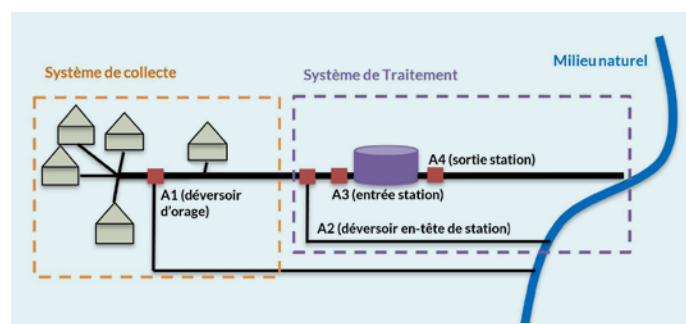 Milieu naturel
Système de collecte
Système de Traitement
A4 (sortie station)
A1 (déversoir
d'orage)
A3 (entrée station)
A2 (déversoir en-tête de station)